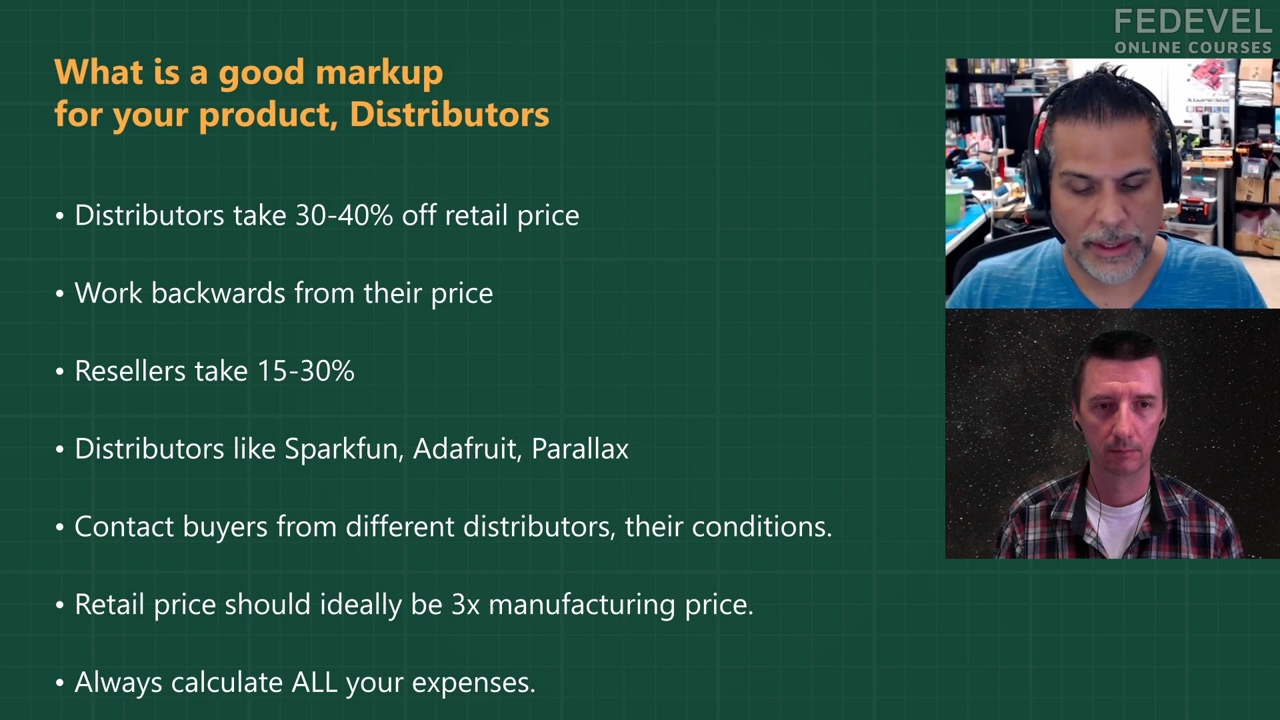 FEDEVEL
ONLINE COURSES
What is a good markup
for your product, Distributors
• Distributors take 30-40% off retail price
• Work backwards from their price
• Resellers take 15-30%
• Distributors like Sparkfun, Adafruit, Parallax
• Contact buyers from different distributors, their conditions.
• Retail price should ideally be 3x manufacturing price.
• Always calculate ALL your expenses.